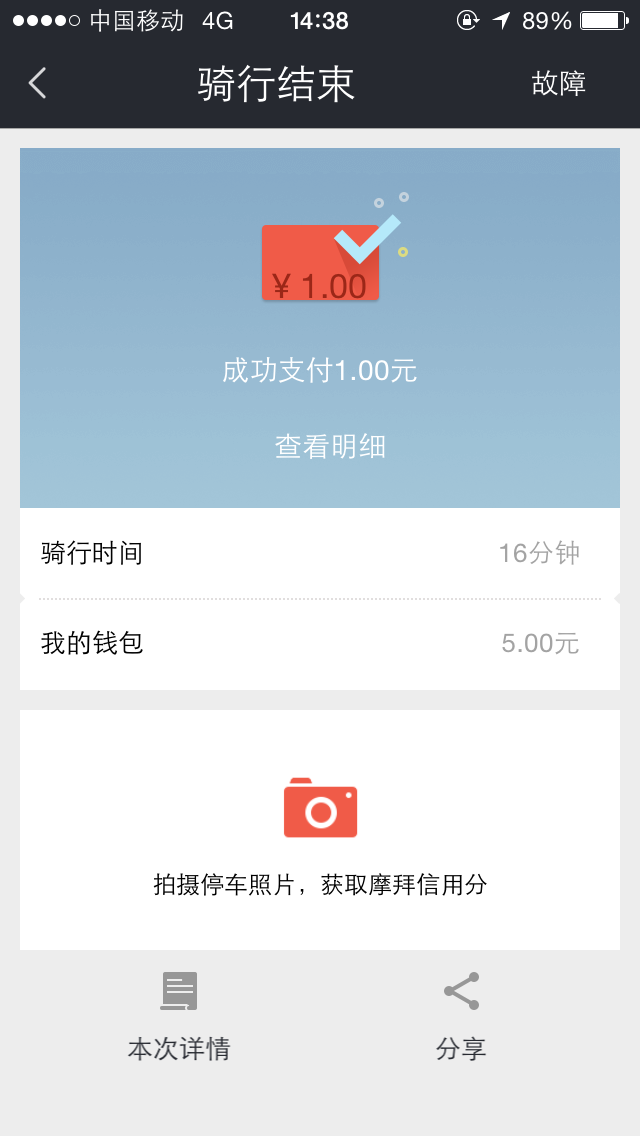 中国移动 4G 14:38 89%
骑行结束 故障
¥ 1.00
成功支付1.00元
查看明细
骑行时间 16分钟
我的钱包 5.00元
拍摄停车照片，获取摩拜信用分
本次详情 分享